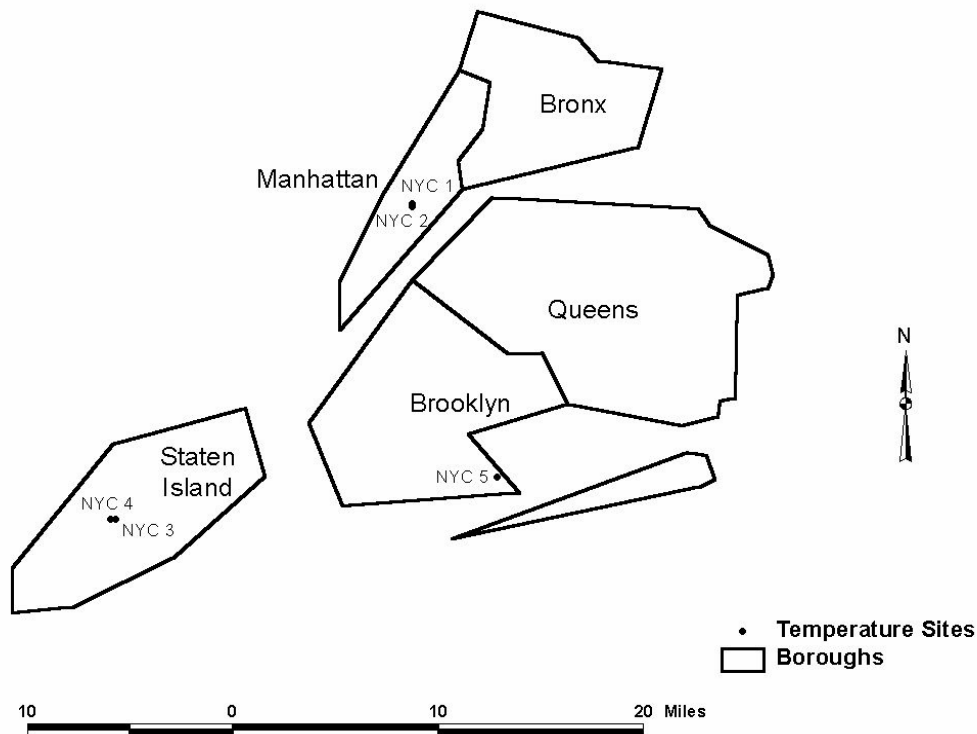 Bronx
Manhattan
NYC 1
NYC 2
Queens
N
Brooklyn
Staten
Island
NYC 5
NYC 4
NYC 3
Temperature Sites
Boroughs
10 0 10 20 Miles